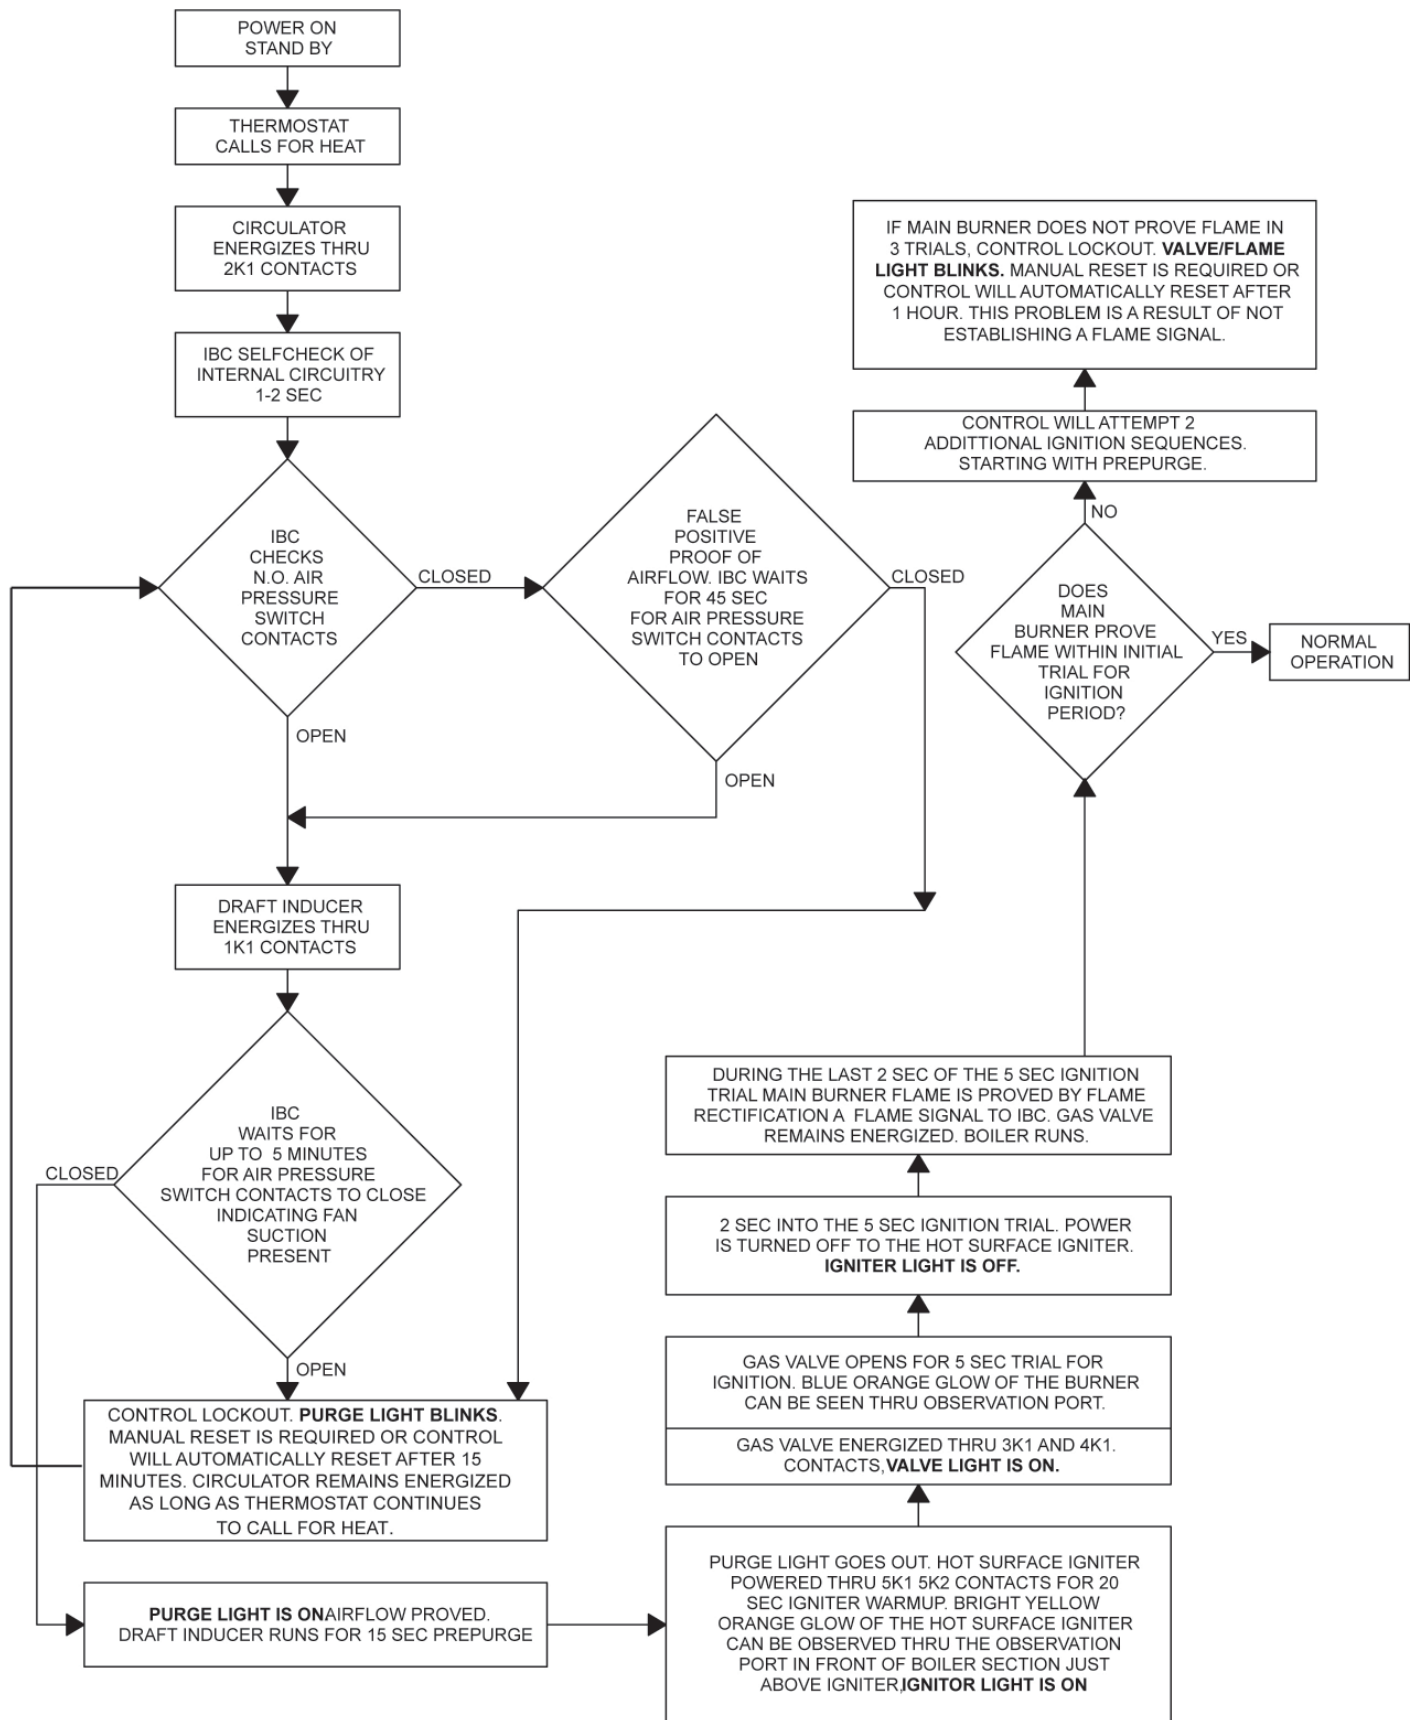 POWER ON
STAND BY
THERMOSTAT
CALLS FOR HEAT
CIRCULATOR
ENERGIZES THRU
2K1 CONTACTS
IBC SELFCHECK OF
INTERNAL CIRCUITRY
1-2 SEC
IBC
CHECKS
N.O. AIR
PRESSURE
SWITCH
CONTACTS
CLOSED
OPEN
FALSE
POSITIVE
PROOF OF
AIRFLOW. IBC WAITS
FOR 45 SEC
FOR AIR PRESSURE
SWITCH CONTACTS
TO OPEN
CLOSED
OPEN
DRAFT INDUCER
ENERGIZES THRU
1K1 CONTACTS
IBC
WAITS FOR
UP TO 5 MINUTES
FOR AIR PRESSURE
SWITCH CONTACTS TO CLOSE
INDICATING FAN
SUCTION
PRESENT
CLOSED
OPEN
CONTROL LOCKOUT. PURGE LIGHT BLINKS.
MANUAL RESET IS REQUIRED OR CONTROL
WILL AUTOMATICALLY RESET AFTER 15
MINUTES. CIRCULATOR REMAINS ENERGIZED
AS LONG AS THERMOSTAT CONTINUES
TO CALL FOR HEAT.
PURGE LIGHT IS ONAIRFLOW PROVED.
DRAFT INDUCER RUNS FOR 15 SEC PREPURGE
PURGE LIGHT GOES OUT. HOT SURFACE IGNITER
POWERED THRU 5K1 5K2 CONTACTS FOR 20
SEC IGNITER WARMUP. BRIGHT YELLOW
ORANGE GLOW OF THE HOT SURFACE IGNITER
CAN BE OBSERVED THRU THE OBSERVATION
PORT IN FRONT OF BOILER SECTION JUST
ABOVE IGNITER,IGNITOR LIGHT IS ON
GAS VALVE OPENS FOR 5 SEC TRIAL FOR
IGNITION. BLUE ORANGE GLOW OF THE BURNER
CAN BE SEEN THRU OBSERVATION PORT.
GAS VALVE ENERGIZED THRU 3K1 AND 4K1.
CONTACTS,VALVE LIGHT IS ON.
2 SEC INTO THE 5 SEC IGNITION TRIAL. POWER
IS TURNED OFF TO THE HOT SURFACE IGNITER.
IGNITER LIGHT IS OFF.
DURING THE LAST 2 SEC OF THE 5 SEC IGNITION
TRIAL MAIN BURNER FLAME IS PROVED BY FLAME
RECTIFICATION A FLAME SIGNAL TO IBC. GAS VALVE
REMAINS ENERGIZED. BOILER RUNS.
DOES
MAIN
BURNER PROVE
FLAME WITHIN INITIAL
TRIAL FOR
IGNITION
PERIOD?
YES
NORMAL
OPERATION
NO
CONTROL WILL ATTEMPT 2
ADDITTIONAL IGNITION SEQUENCES.
STARTING WITH PREPURGE.
IF MAIN BURNER DOES NOT PROVE FLAME IN
3 TRIALS, CONTROL LOCKOUT. VALVE/FLAME
LIGHT BLINKS. MANUAL RESET IS REQUIRED OR
CONTROL WILL AUTOMATICALLY RESET AFTER
1 HOUR. THIS PROBLEM IS A RESULT OF NOT
ESTABLISHING A FLAME SIGNAL.